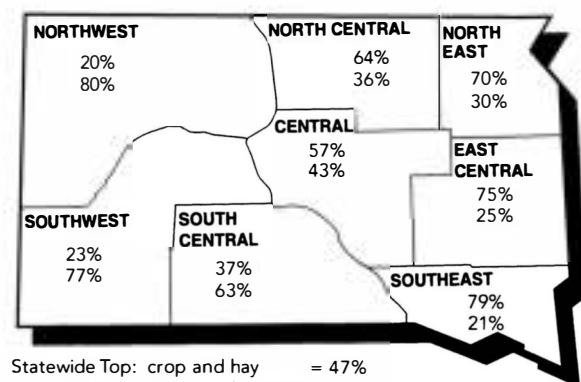 NORTHWEST
20%
80%
NORTH CENTRAL
64%
36%
NORTH
EAST
70%
30%
CENTRAL
57%
43%
EAST
CENTRAL
75%
25%
SOUTHWEST
23%
77%
SOUTH
CENTRAL
37%
63%
SOUTHEAST
79%
21%
Statewide Top: crop and hay = 47%